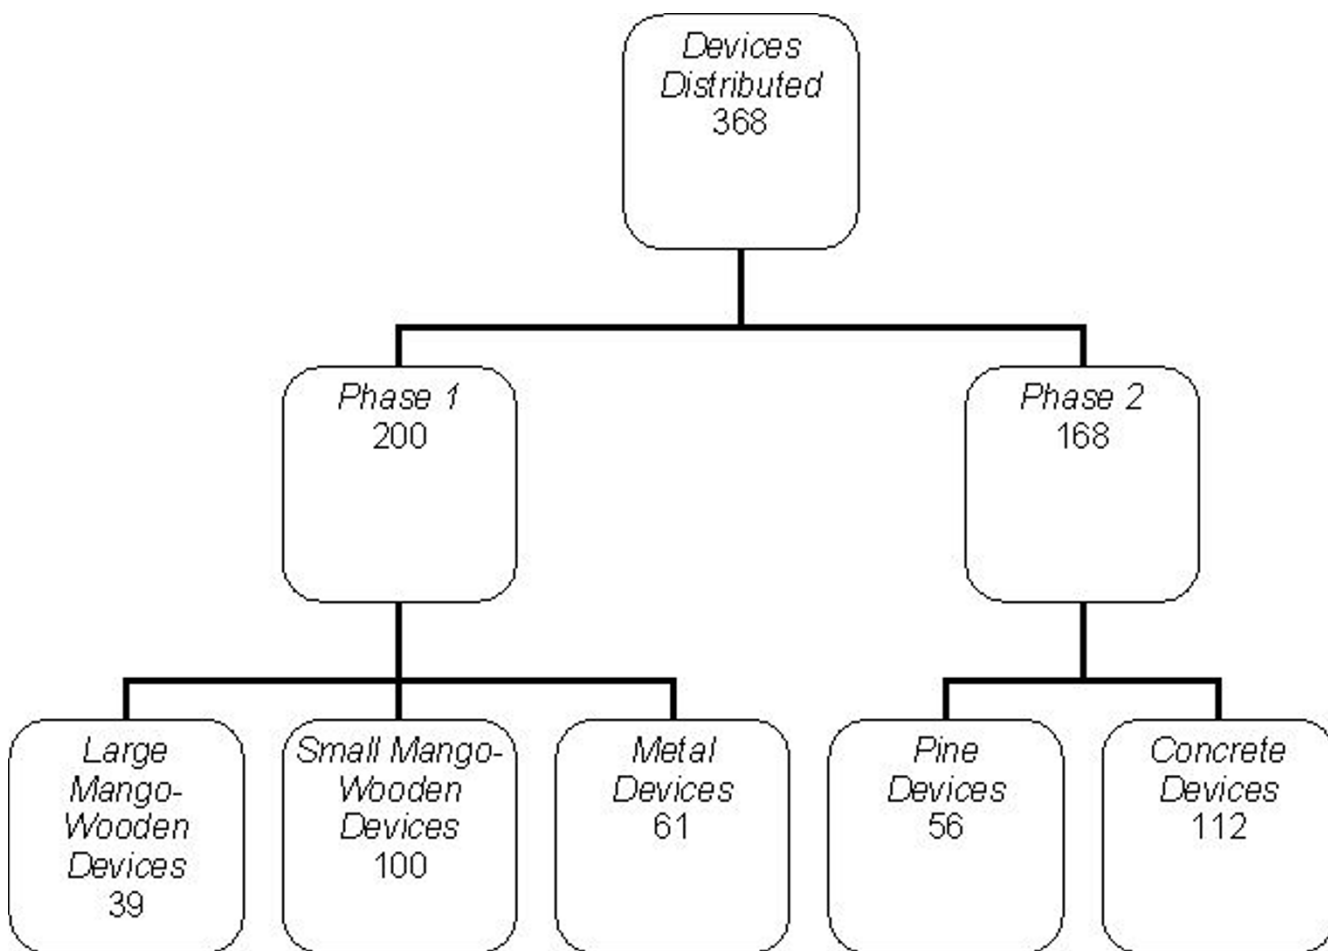 Devices
Distributed
368
Phase 1
200
Phase 2
168
Large
Mango-
Wooden
Devices
39
Small Mango-
Wooden
Devices
100
Metal
Devices
61
Pine
Devices
56
Concrete
Devices
112